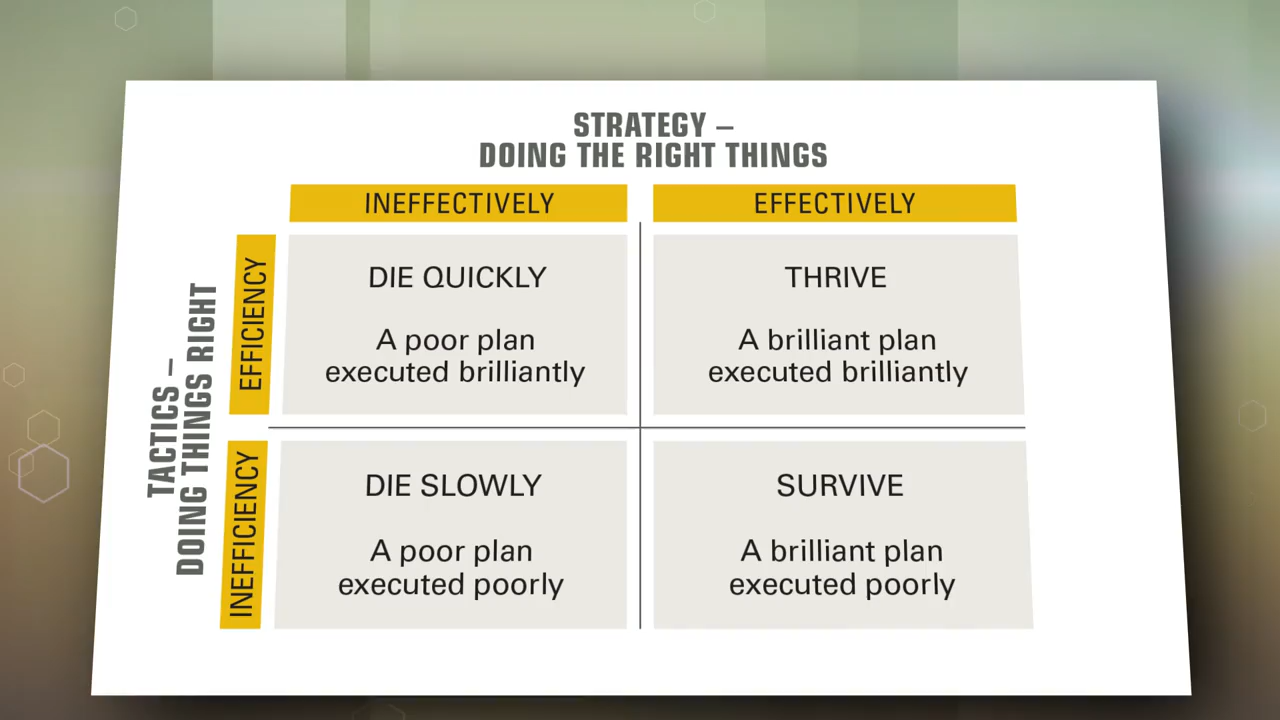 STRATEGY –
DOING THE RIGHT THINGS
INEFFECTIVELY
EFFECTIVELY
TACTICS –
DOING THINGS RIGHT
EFFICIENCY
DIE QUICKLY
A poor plan
executed brilliantly
THRIVE
A brilliant plan
executed brilliantly
INEFFICIENCY
DIE SLOWLY
A poor plan
executed poorly
SURVIVE
A brilliant plan
executed poorly